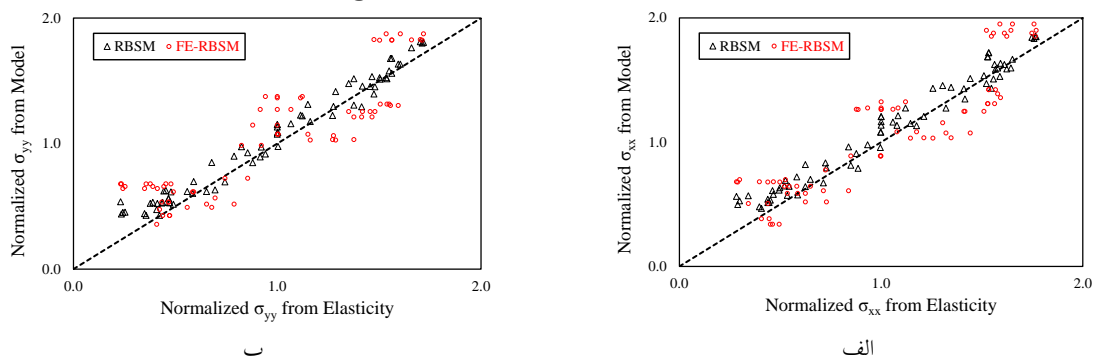 2.0
1.0
0.0
0.0
1.0
2.0
Normalized σyy from Model
Normalized σyy from Elasticity
RBSM
FE-RBSM
ب
2.0
1.0
0.0
0.0
1.0
2.0
Normalized σxx from Model
Normalized σxx from Elasticity
RBSM
FE-RBSM
الف